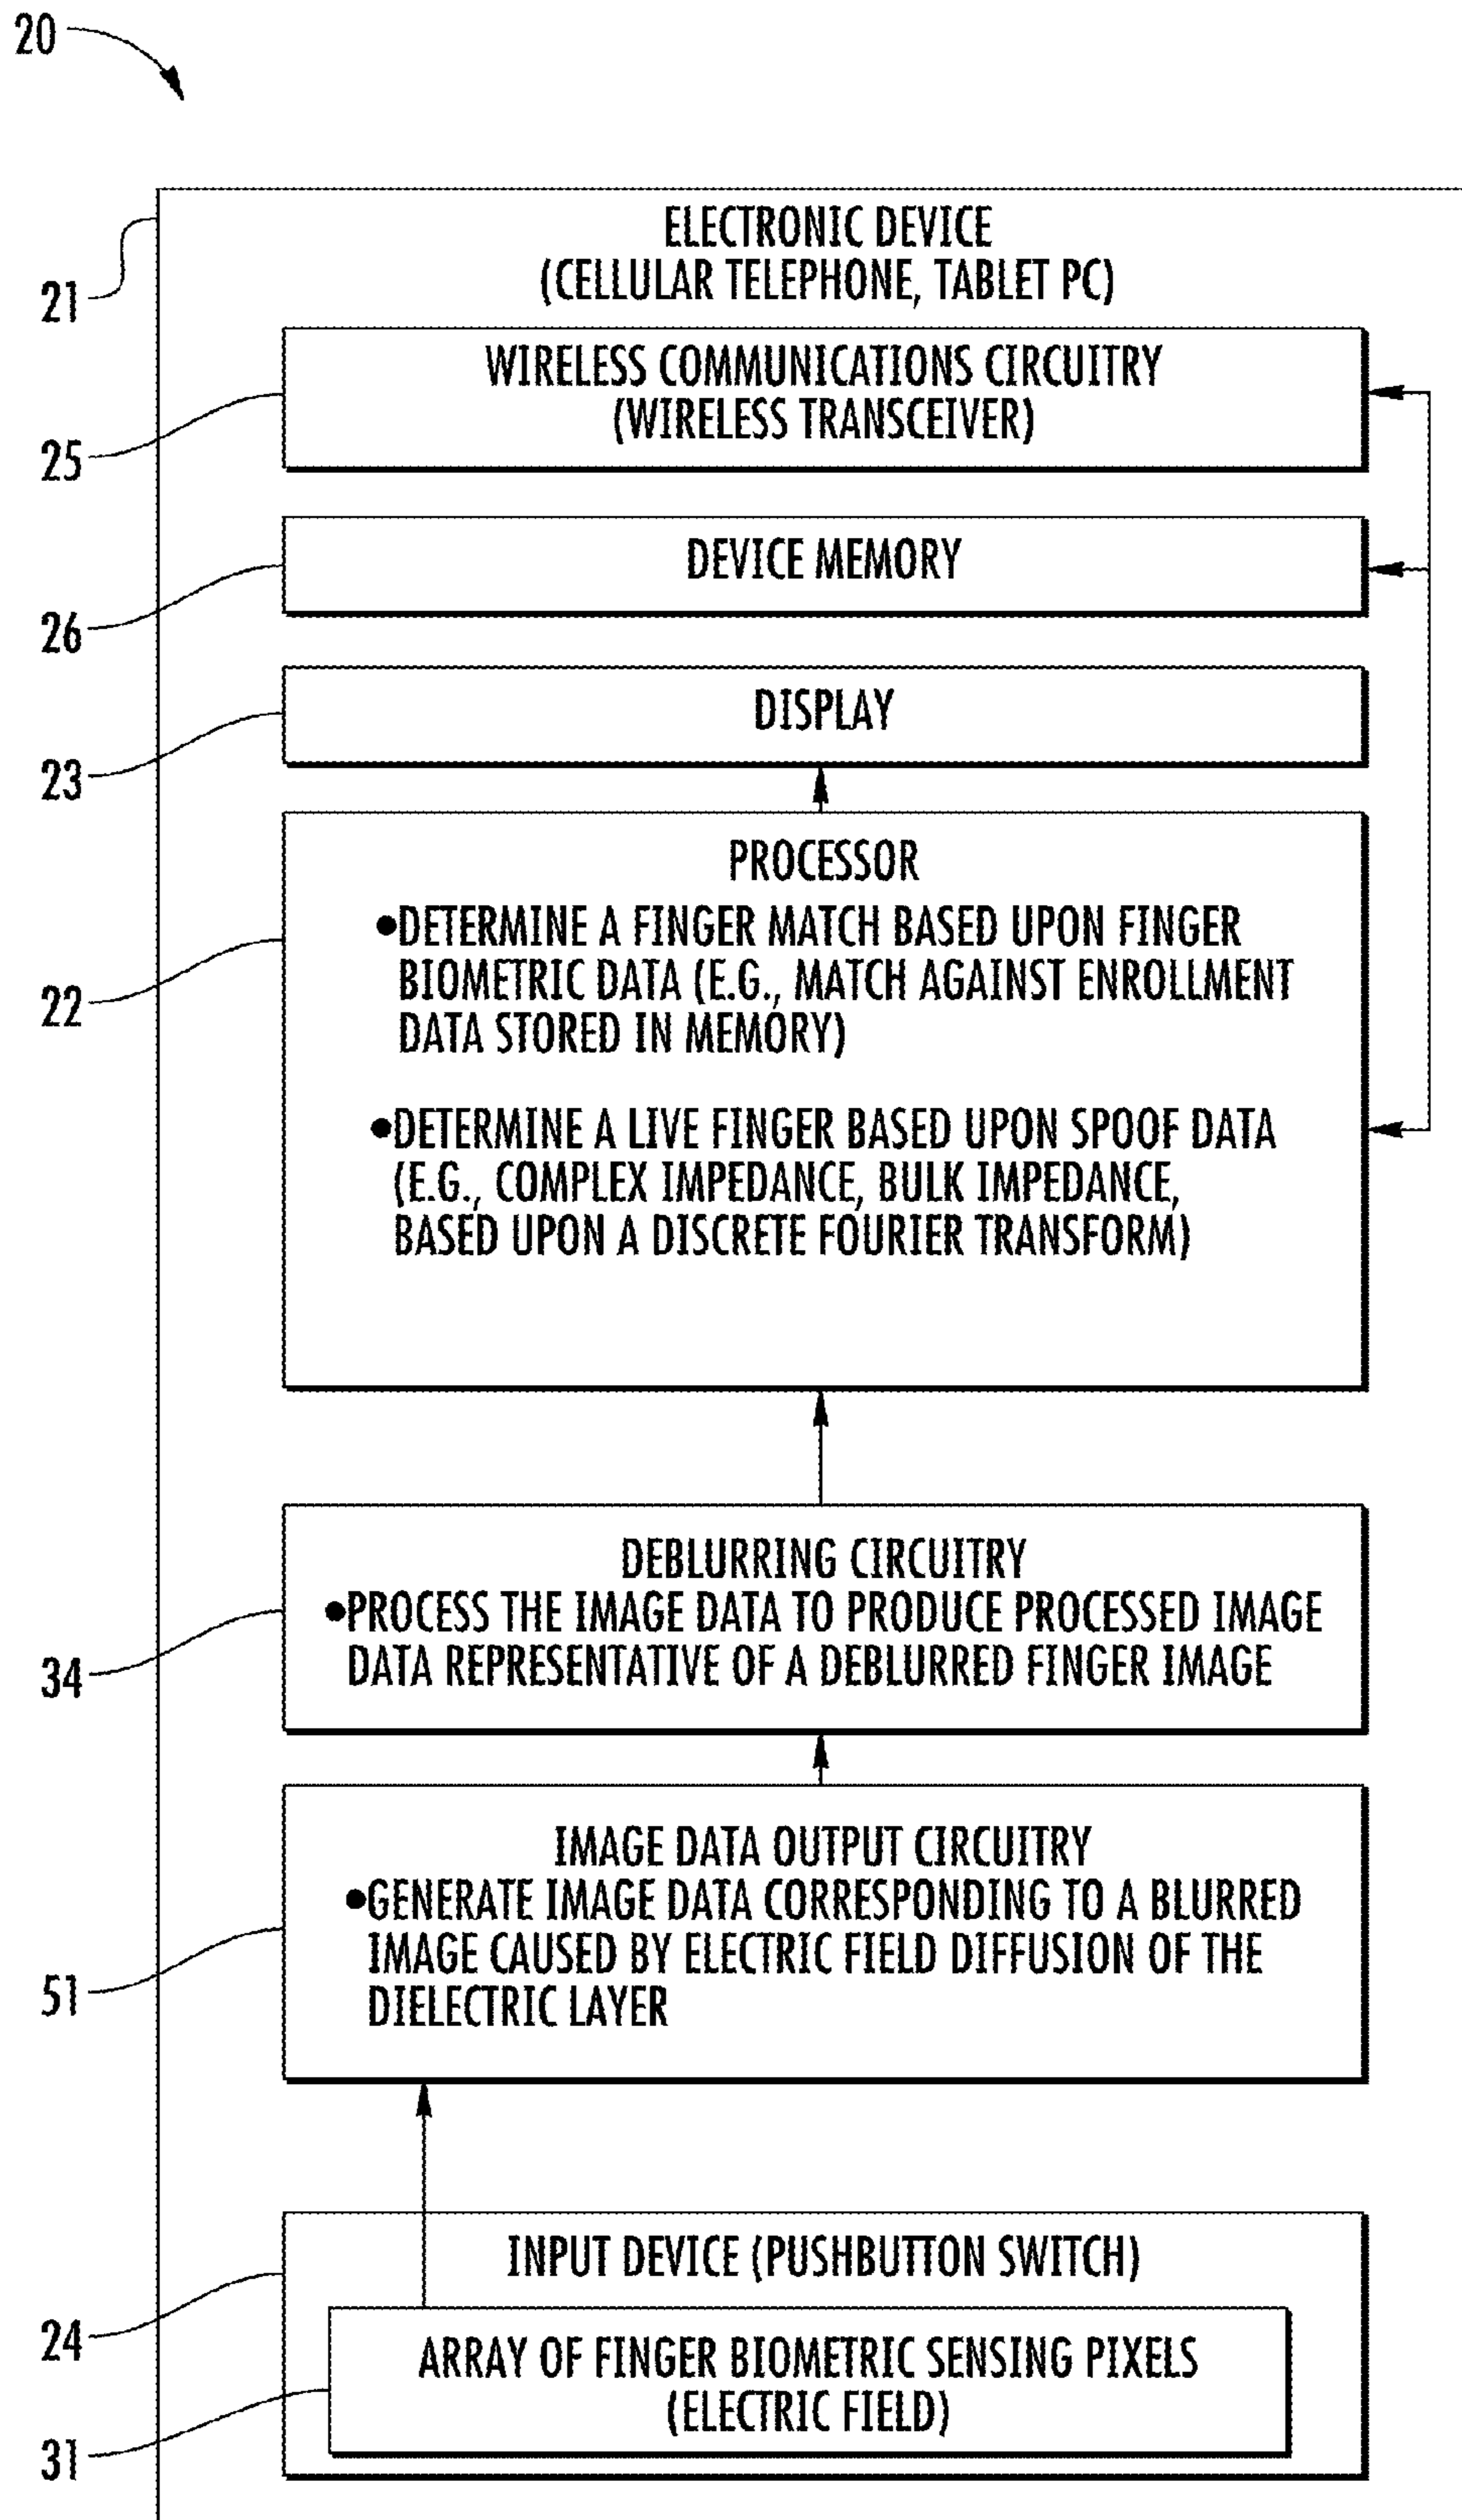 20
21
ELECTRONIC DEVICE
(CELLULAR TELEPHONE, TABLET PC)
25
WIRELESS COMMUNICATIONS CIRCUITRY
(WIRELESS TRANSCEIVER)
26
DEVICE MEMORY
23
DISPLAY
22
PROCESSOR
•DETERMINE A FINGER MATCH BASED UPON FINGER
BIOMETRIC DATA (E.G., MATCH AGAINST ENROLLMENT
DATA STORED IN MEMORY)
•DETERMINE A LIVE FINGER BASED UPON SPOOF DATA
(E.G., COMPLEX IMPEDANCE, BULK IMPEDANCE,
BASED UPON A DISCRETE FOURIER TRANSFORM)
34
DEBLURRING CIRCUITRY
•PROCESS THE IMAGE DATA TO PRODUCE PROCESSED IMAGE
DATA REPRESENTATIVE OF A DEBLURRED FINGER IMAGE
51
IMAGE DATA OUTPUT CIRCUITRY
•GENERATE IMAGE DATA CORRESPONDING TO A BLURRED
IMAGE CAUSED BY ELECTRIC FIELD DIFFUSION OF THE
DIELECTRIC LAYER
24
INPUT DEVICE (PUSHBUTTON SWITCH)
31
ARRAY OF FINGER BIOMETRIC SENSING PIXELS
(ELECTRIC FIELD)